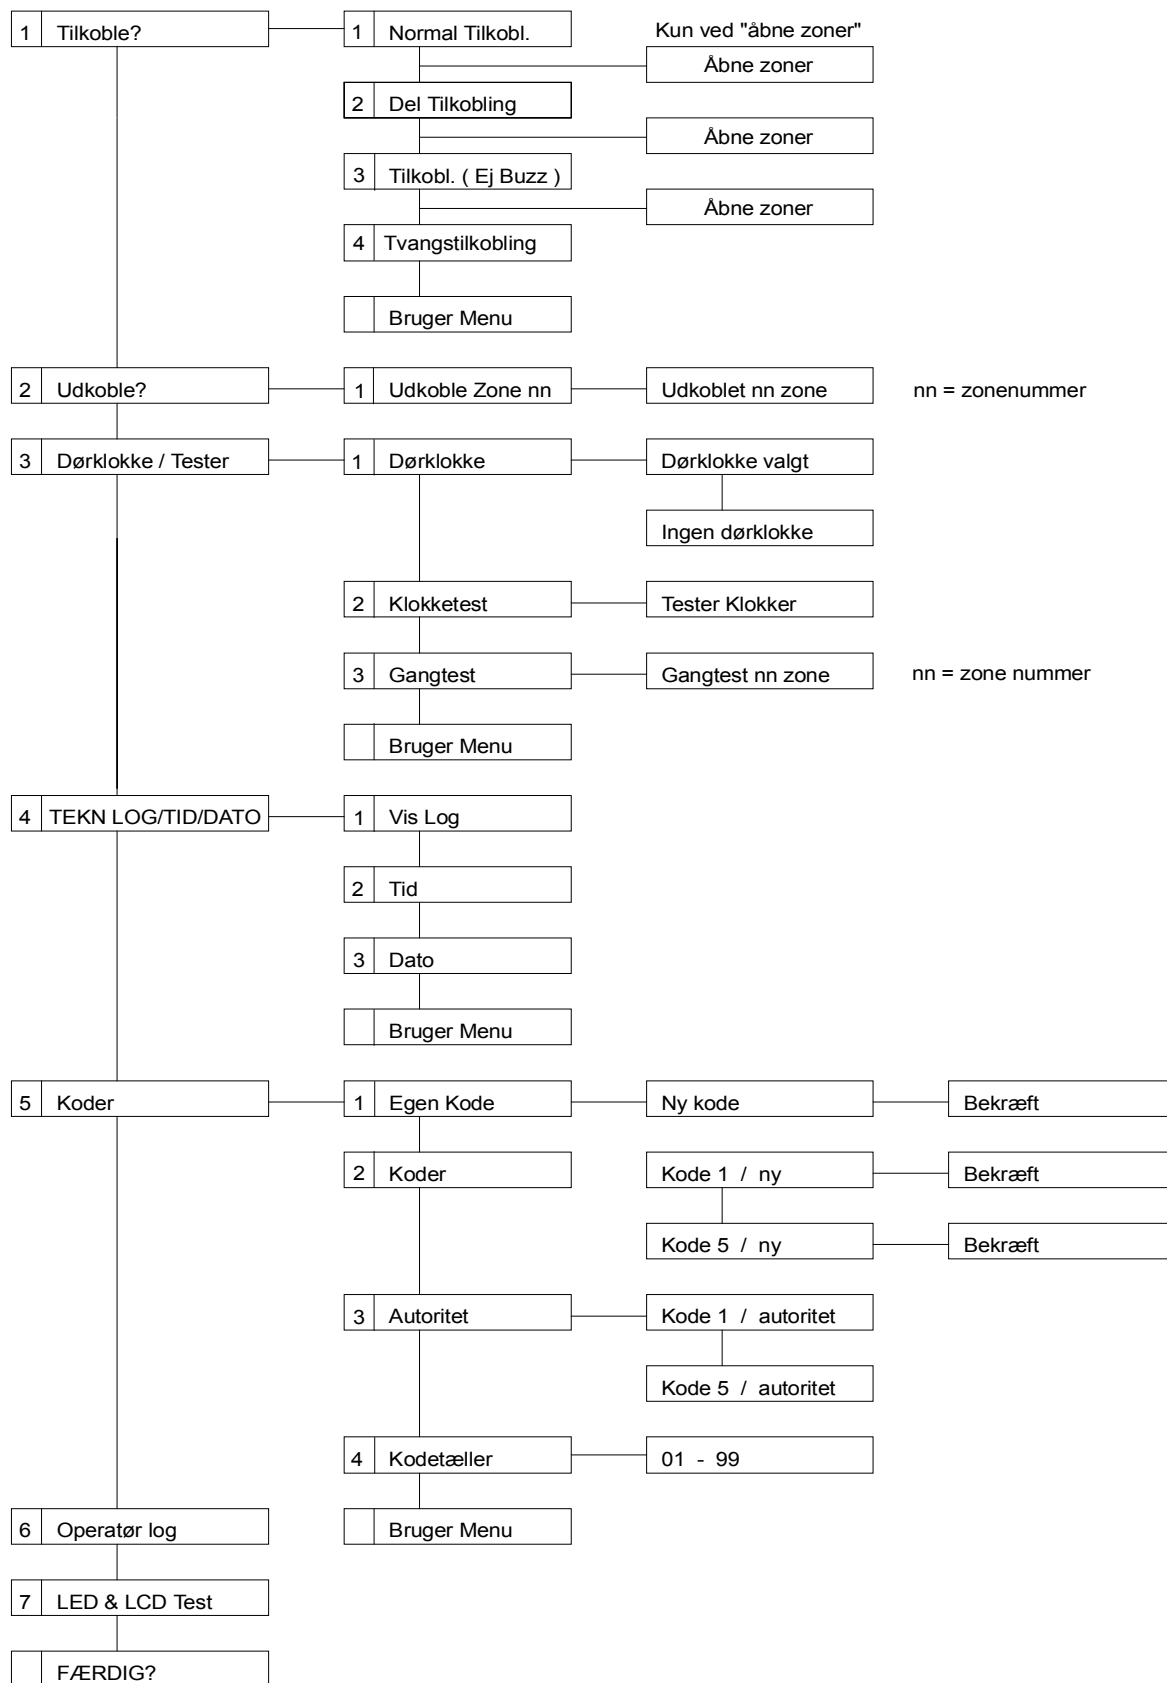 1 Tilkoble? 1 Normal Tilkobl. Kun ved "åbne zoner"
Åbne zoner
2 Del Tilkobling
Åbne zoner
3 Tilkobl. ( Ej Buzz )
Åbne zoner
4 Tvangstilkobling
Bruger Menu
2 Udkoble? 1 Udkoble Zone nn Udkoblet nn zone nn = zonenummer
3 Dørklokke / Tester 1 Dørklokke Dørklokke valgt
Ingen dørklokke
2 Klokketest Tester Klokker
3 Gangtest Gangtest nn zone nn = zone nummer
Bruger Menu
4 TEKN LOG/TID/DATO 1 Vis Log
2 Tid
3 Dato
Bruger Menu
5 Koder 1 Egen Kode Ny kode Bekræft
2 Koder Kode 1 / ny Bekræft
Kode 5 / ny Bekræft
3 Autoritet Kode 1 / autoritet
Kode 5 / autoritet
4 Kodetæller 01 - 99
6 Operatør log Bruger Menu
7 LED & LCD Test
FÆRDIG?